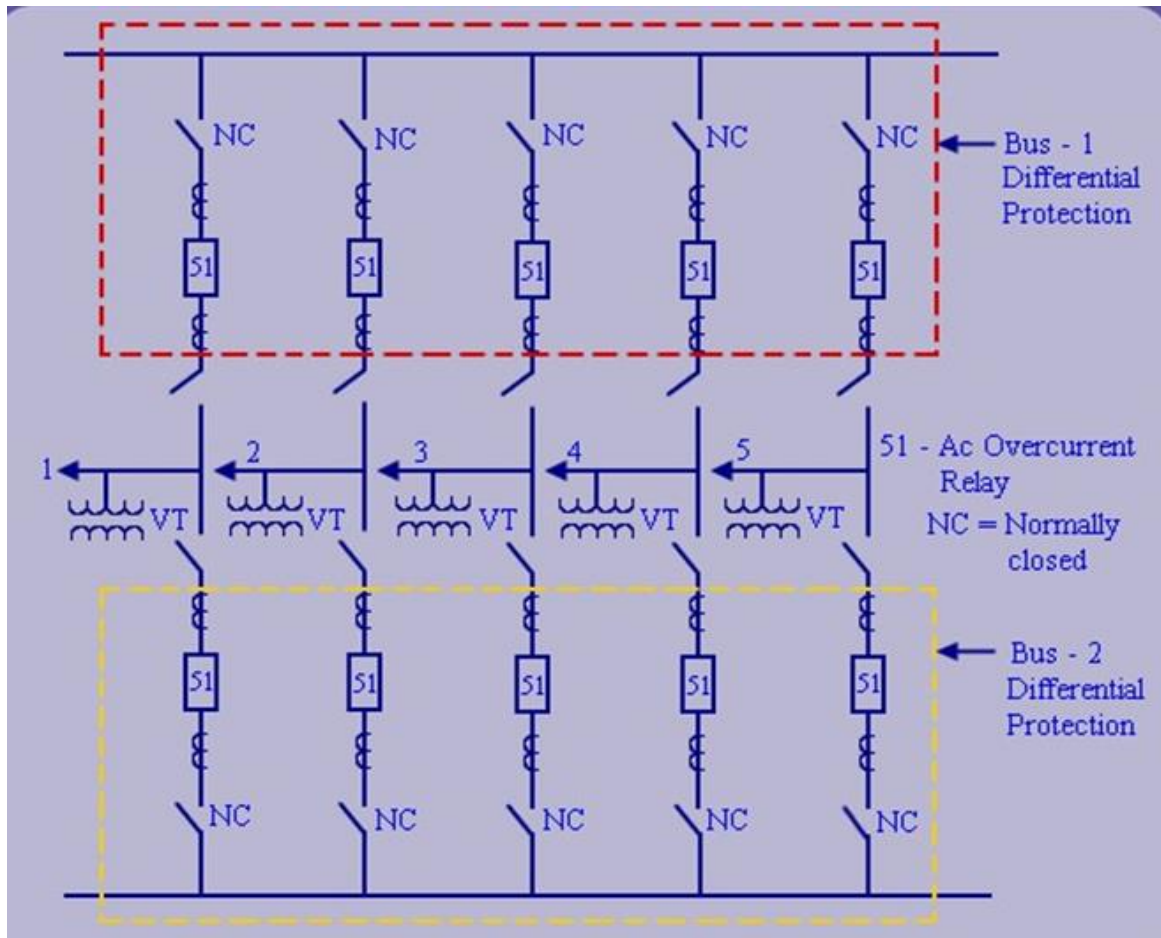 NC NC NC NC NC
Bus - 1
Differential
Protection
51 51 51 51 51
1 2 3 4 5
51 - Ac Overcurrent
Relay
VT VT VT VT VT
NC = Normally
closed
Bus - 2
Differential
Protection
51 51 51 51 51
NC NC NC NC NC